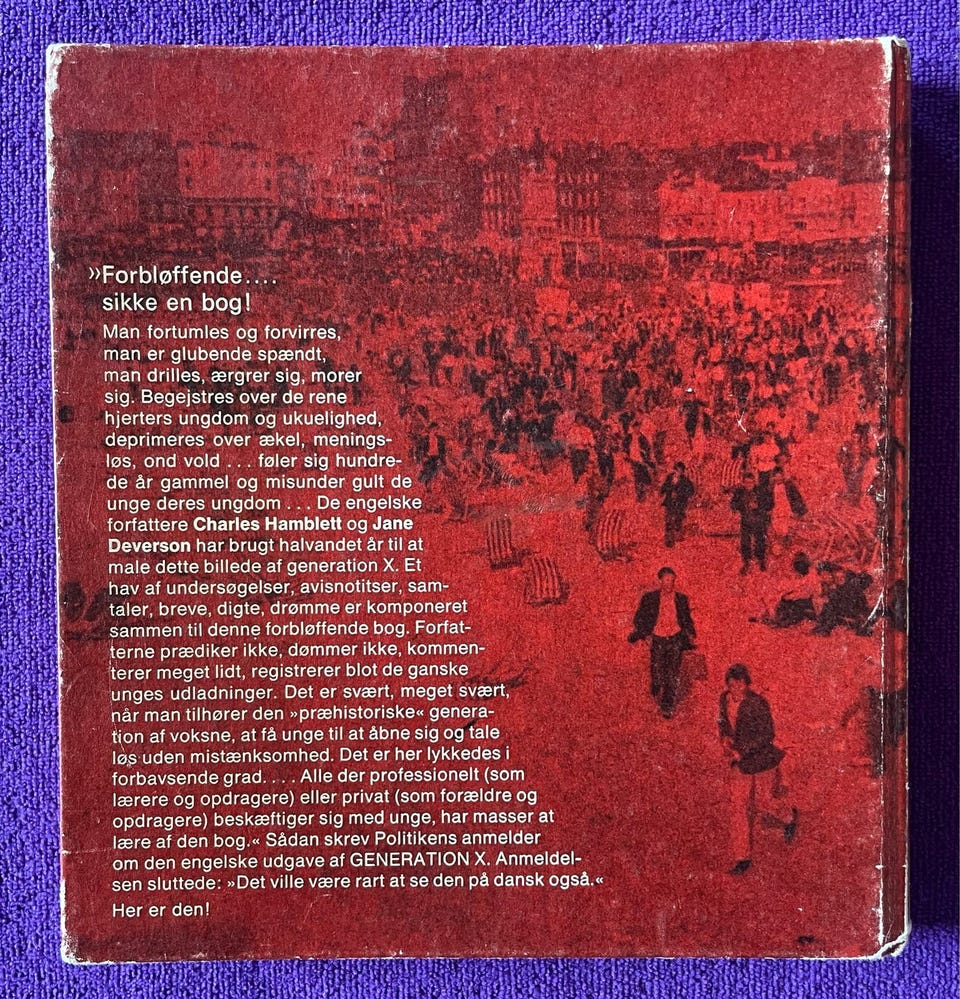 »Forbløffende....
sikke en bog!
Man fortumles og forvirres,
man er glubende spændt,
man drilles, ærgrer sig, morer
sig. Begejstres over de rene
hjerters ungdom og ukuelighed,
deprimeres over ækel, menings-
løs, ond vold ... føler sig hundre-
de år gammel og misunder gult de
unge deres ungdom ... De engelske
forfattere Charles Hamblett og Jane
Deverson har brugt halvandet år til at
male dette billede af generation X. Et
hav af undersøgelser, avisnotitser, sam-
taler, breve, digte, drømme er komponeret
sammen til denne forbløffende bog. Forfat-
terne prædiker ikke, dømmer ikke, kommen-
terer meget lidt, registrerer blot de ganske
unges udladninger. Det er svært, meget svært,
når man tilhører den »præhistoriske« genera-
tion af voksne, at få unge til at åbne sig og tale
løs uden mistænksomhed. Det er her lykkedes i
forbavsende grad.... Alle der professionelt (som
lærere og opdragere) eller privat (som forældre og
opdragere) beskæftiger sig med unge, har masser at
lære af den bog.« Sådan skrev Politikens anmelder
om den engelske udgave af GENERATION X. Anmeldel-
sen sluttede: »Det ville være rart at se den på dansk også.«
Her er den!